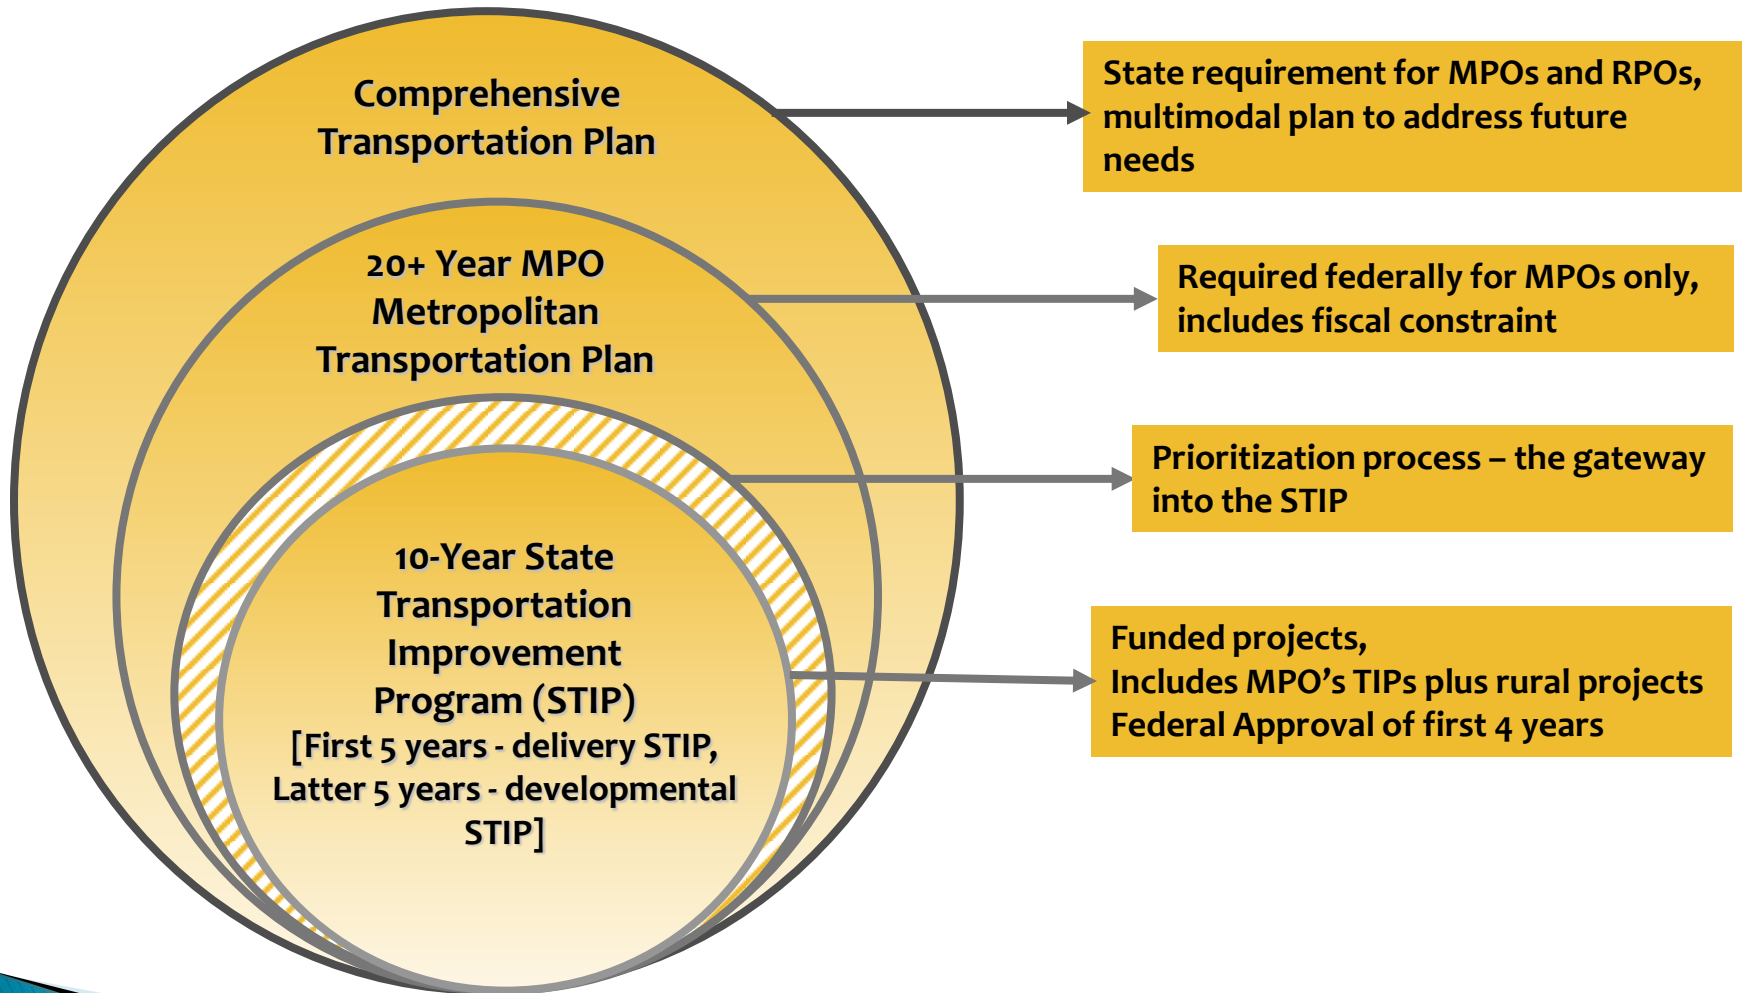 Comprehensive
Transportation Plan
State requirement for MPOs and RPOs,
multimodal plan to address future
needs
20+ Year MPO
Metropolitan
Transportation Plan
Required federally for MPOs only,
includes fiscal constraint
Prioritization process – the gateway
into the STIP
10-Year State
Transportation
Improvement
Program (STIP)
[First 5 years - delivery STIP,
Latter 5 years - developmental
STIP]
Funded projects,
Includes MPO’s TIPs plus rural projects
Federal Approval of first 4 years